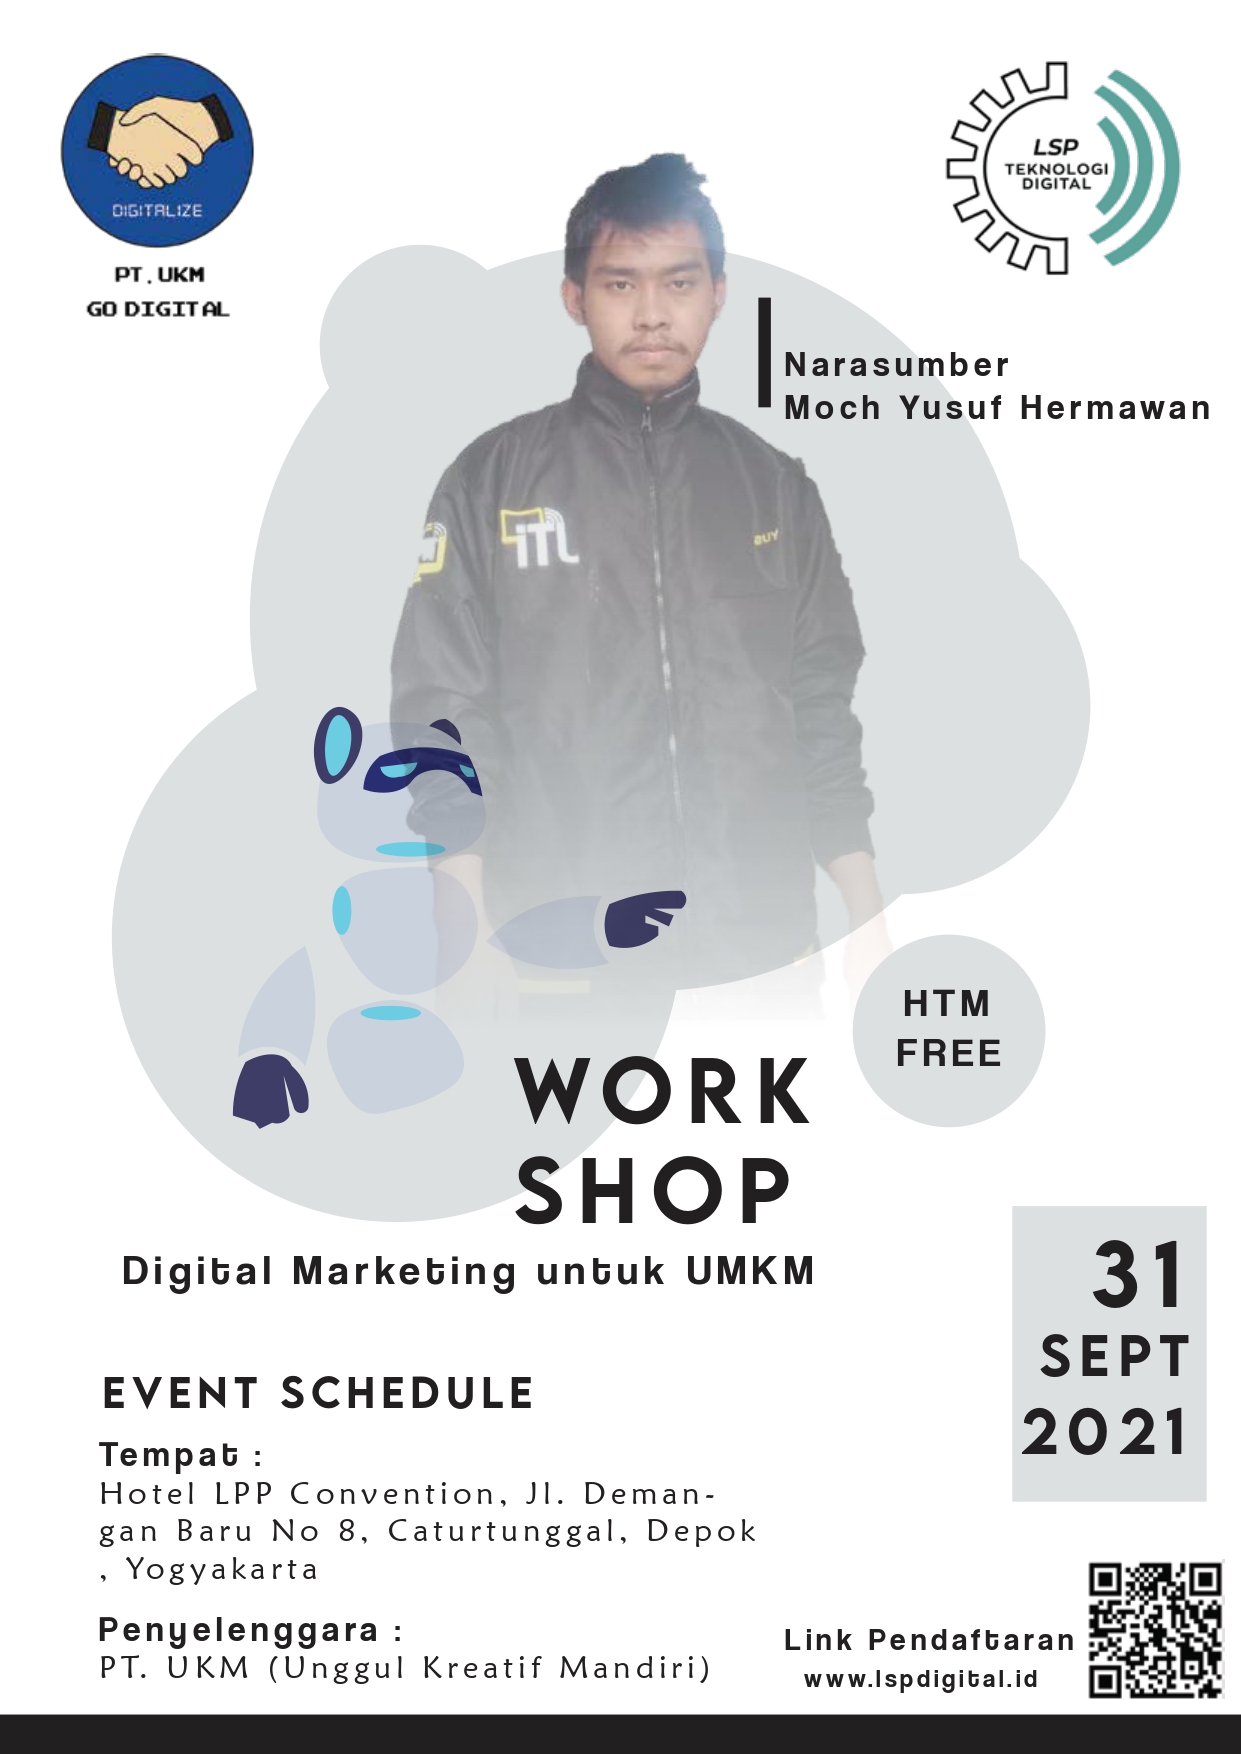 DIGITALIZE
PT. UKM
GO DIGITAL
LSP
TEKNOLOGI
DIGITAL
Narasumber
Moch Yusuf Hermawan
iTL
YUS
HTM
FREE
WORK
SHOP
Digital Marketing untuk UMKM
31
SEPT
2021
EVENT SCHEDULE
Tempat :
Hotel LPP Convention, Jl. Deman-
gan Baru No 8, Caturtunggal, Depok
, Yogyakarta
Penyelenggara :
PT. UKM (Unggul Kreatif Mandiri)
Link Pendaftaran
www.lspdigital.id